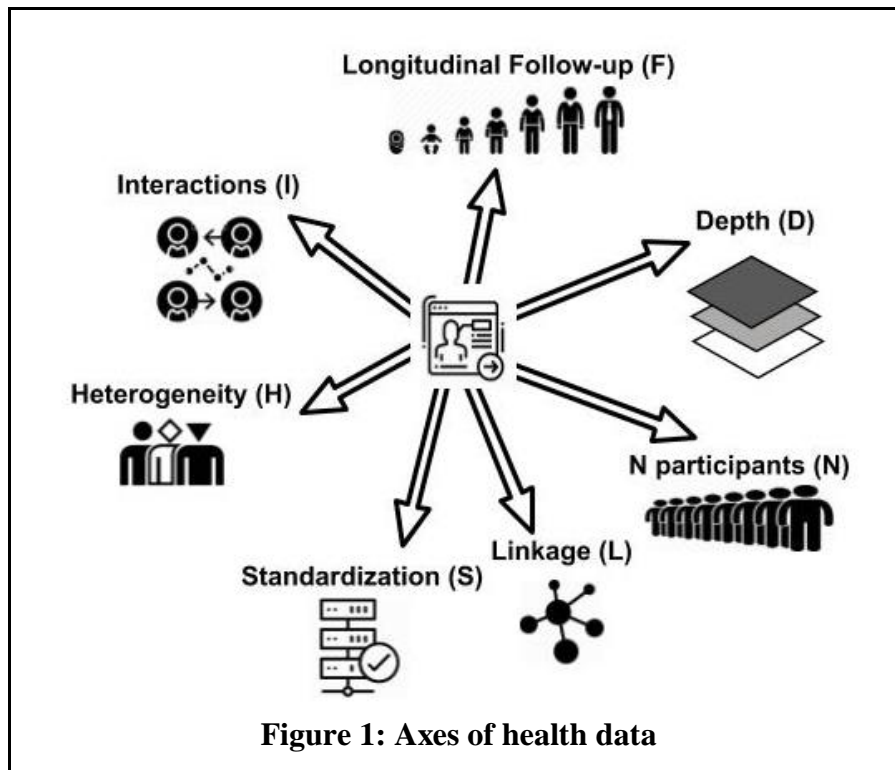 Longitudinal Follow-up (F)
Interactions (I)
Depth (D)
Heterogeneity (H)
N participants (N)
Linkage (L)
Standardization (S)
Figure 1: Axes of health data